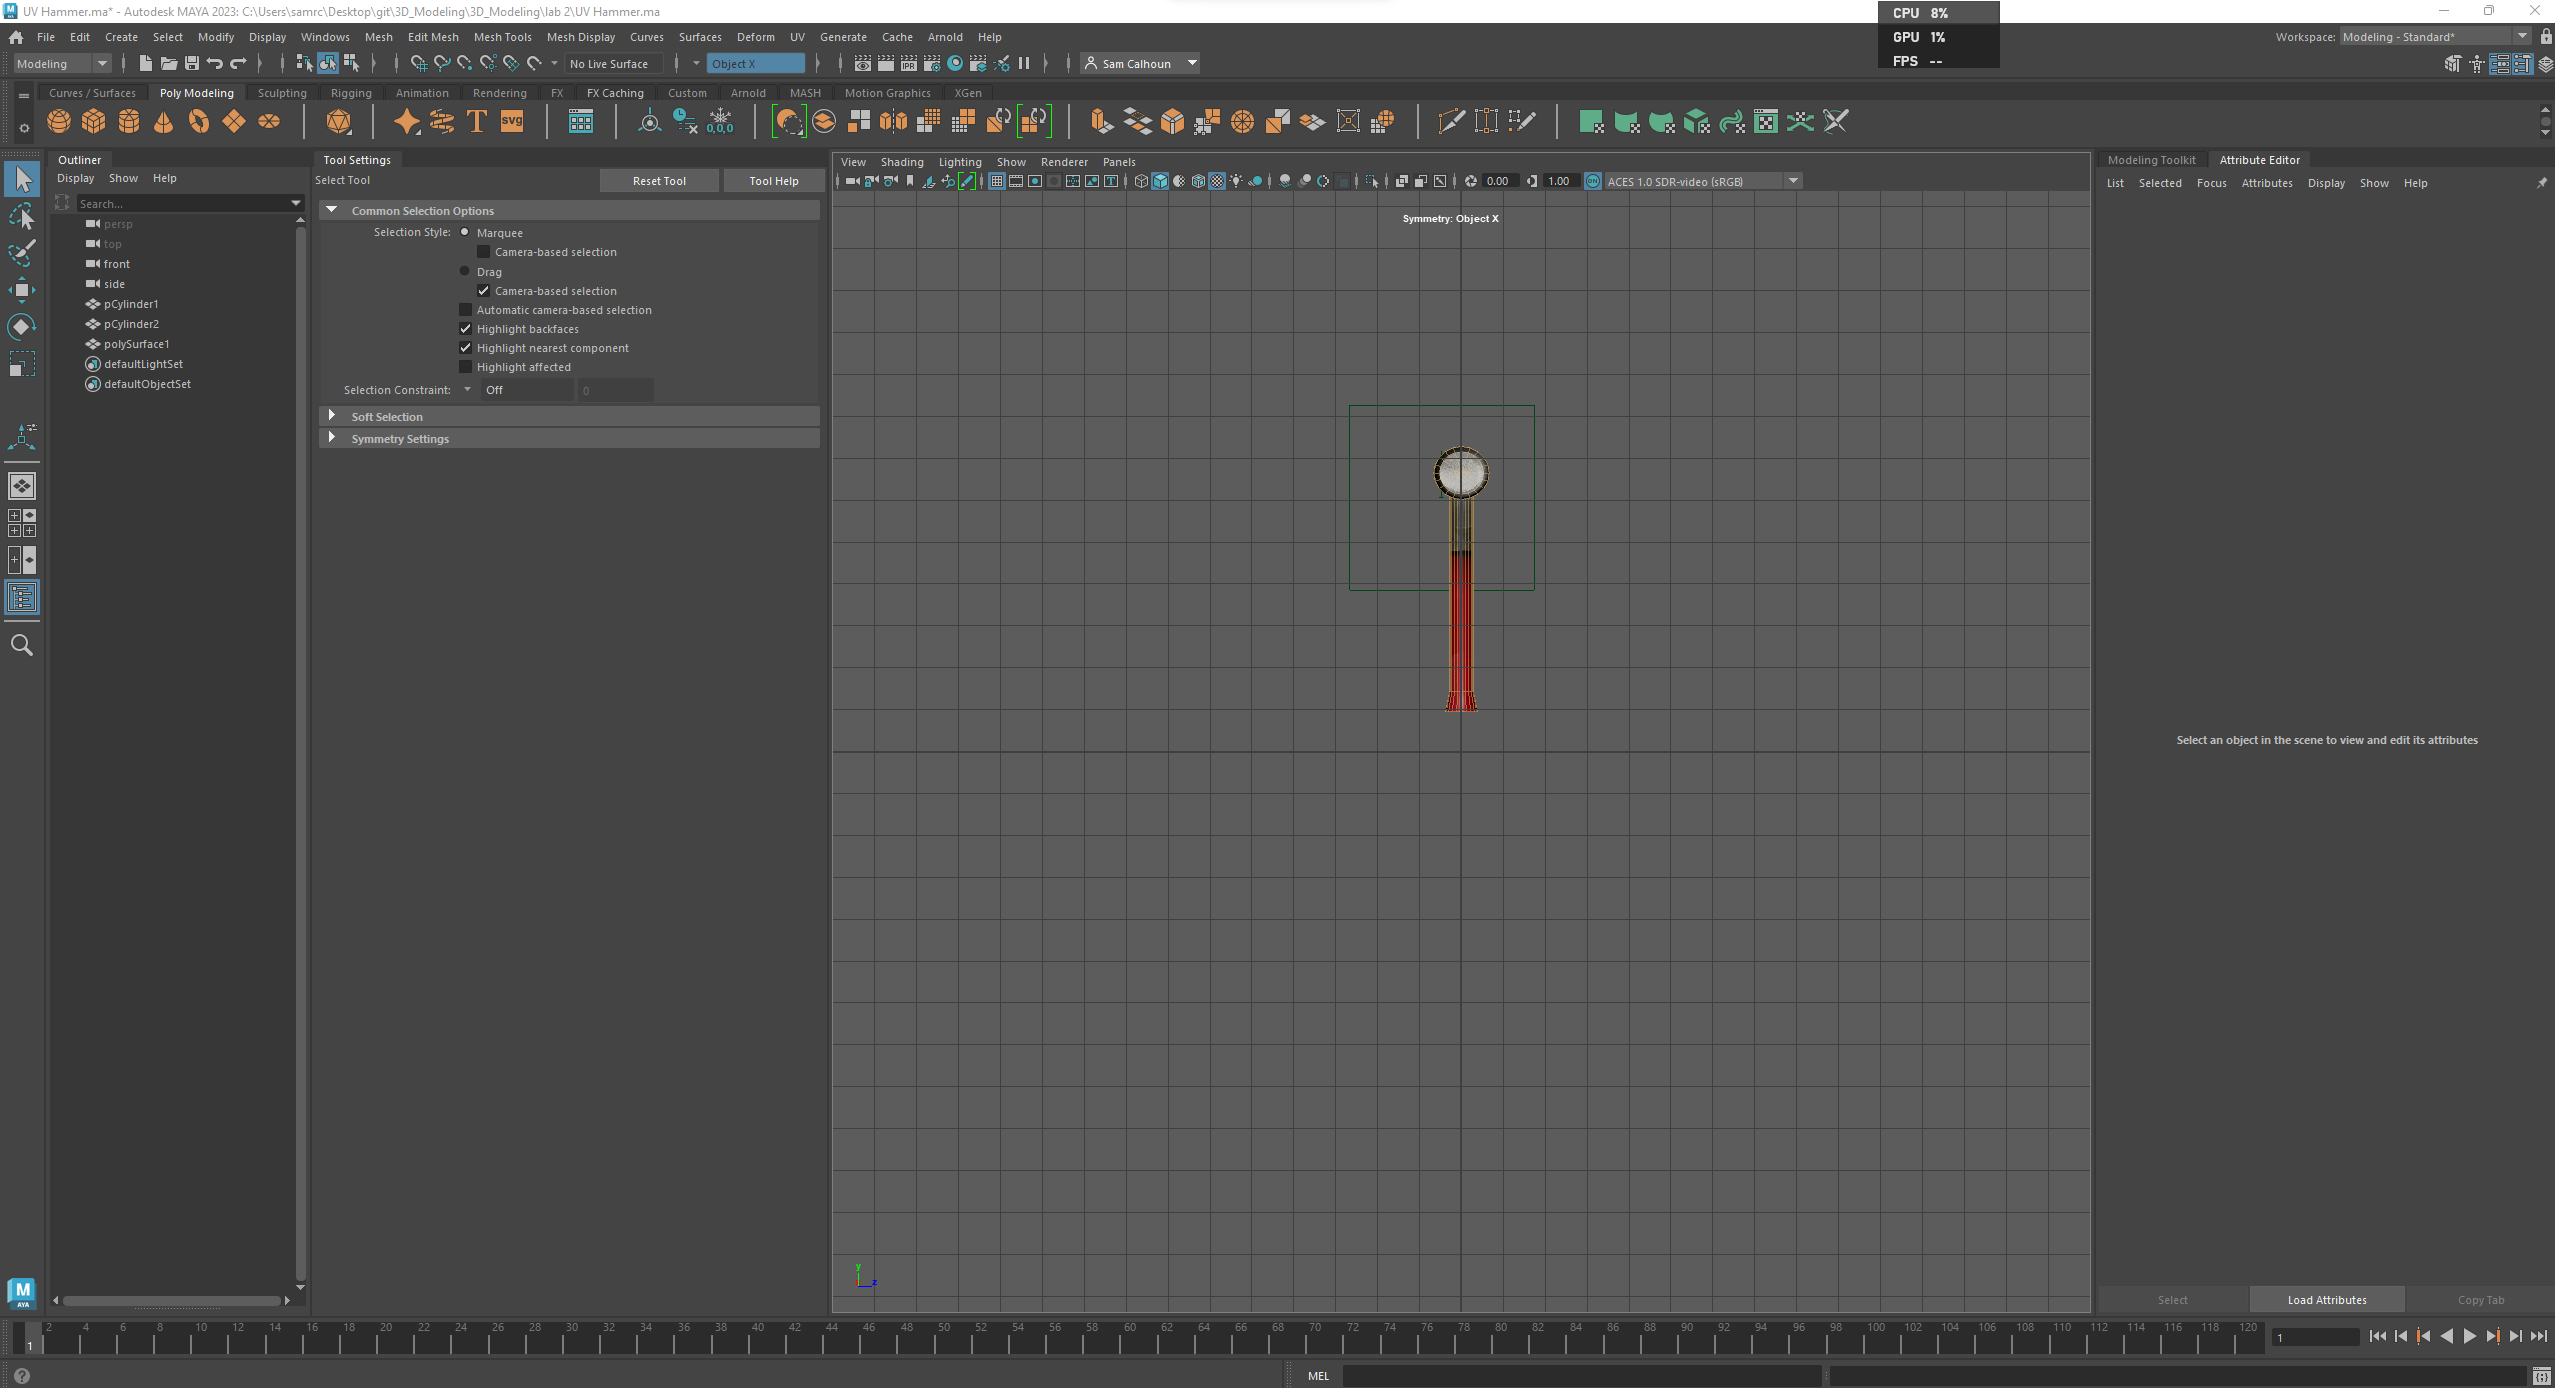 UV Hammer.ma* - Autodesk MAYA 2023: C:\Users\samrc\Desktop\git\3D_Modeling\3D_Modeling\lab 2\UV Hammer.ma
CPU 8%
GPU 1%
FPS --
File Edit Create Select Modify Display Windows Mesh Edit Mesh Mesh Tools Mesh Display Curves Surfaces Deform UV Generate Cache Arnold Help
Workspace: Modeling - Standard*
Modeling No Live Surface Object X IPR Sam Calhoun
Curves / Surfaces Poly Modeling Sculpting Rigging Animation Rendering FX FX Caching Custom Arnold MASH Motion Graphics XGen
T SVG 0,0,0
Outliner
Display Show Help
Search...
persp
top
front
side
pCylinder1
pCylinder2
polySurface1
defaultLightSet
defaultObjectSet
Tool Settings
Select Tool Reset Tool Tool Help
Common Selection Options
Selection Style: Marquee
Camera-based selection
Drag
Camera-based selection
Automatic camera-based selection
Highlight backfaces
Highlight nearest component
Highlight affected
Selection Constraint: Off 0
Soft Selection
Symmetry Settings
View Shading Lighting Show Renderer Panels
0.00 1.00 ON ACES 1.0 SDR-video (sRGB)
Symmetry: Object X
y
z
Modeling Toolkit Attribute Editor
List Selected Focus Attributes Display Show Help
Select an object in the scene to view and edit its attributes
Select Load Attributes Copy Tab
M
AYA
2 4 6 8 10 12 14 16 18 20 22 24 26 28 30 32 34 36 38 40 42 44 46 48 50 52 54 56 58 60 62 64 66 68 70 72 74 76 78 80 82 84 86 88 90 92 94 96 98 100 102 104 106 108 110 112 114 116 118 120
1 1
MEL